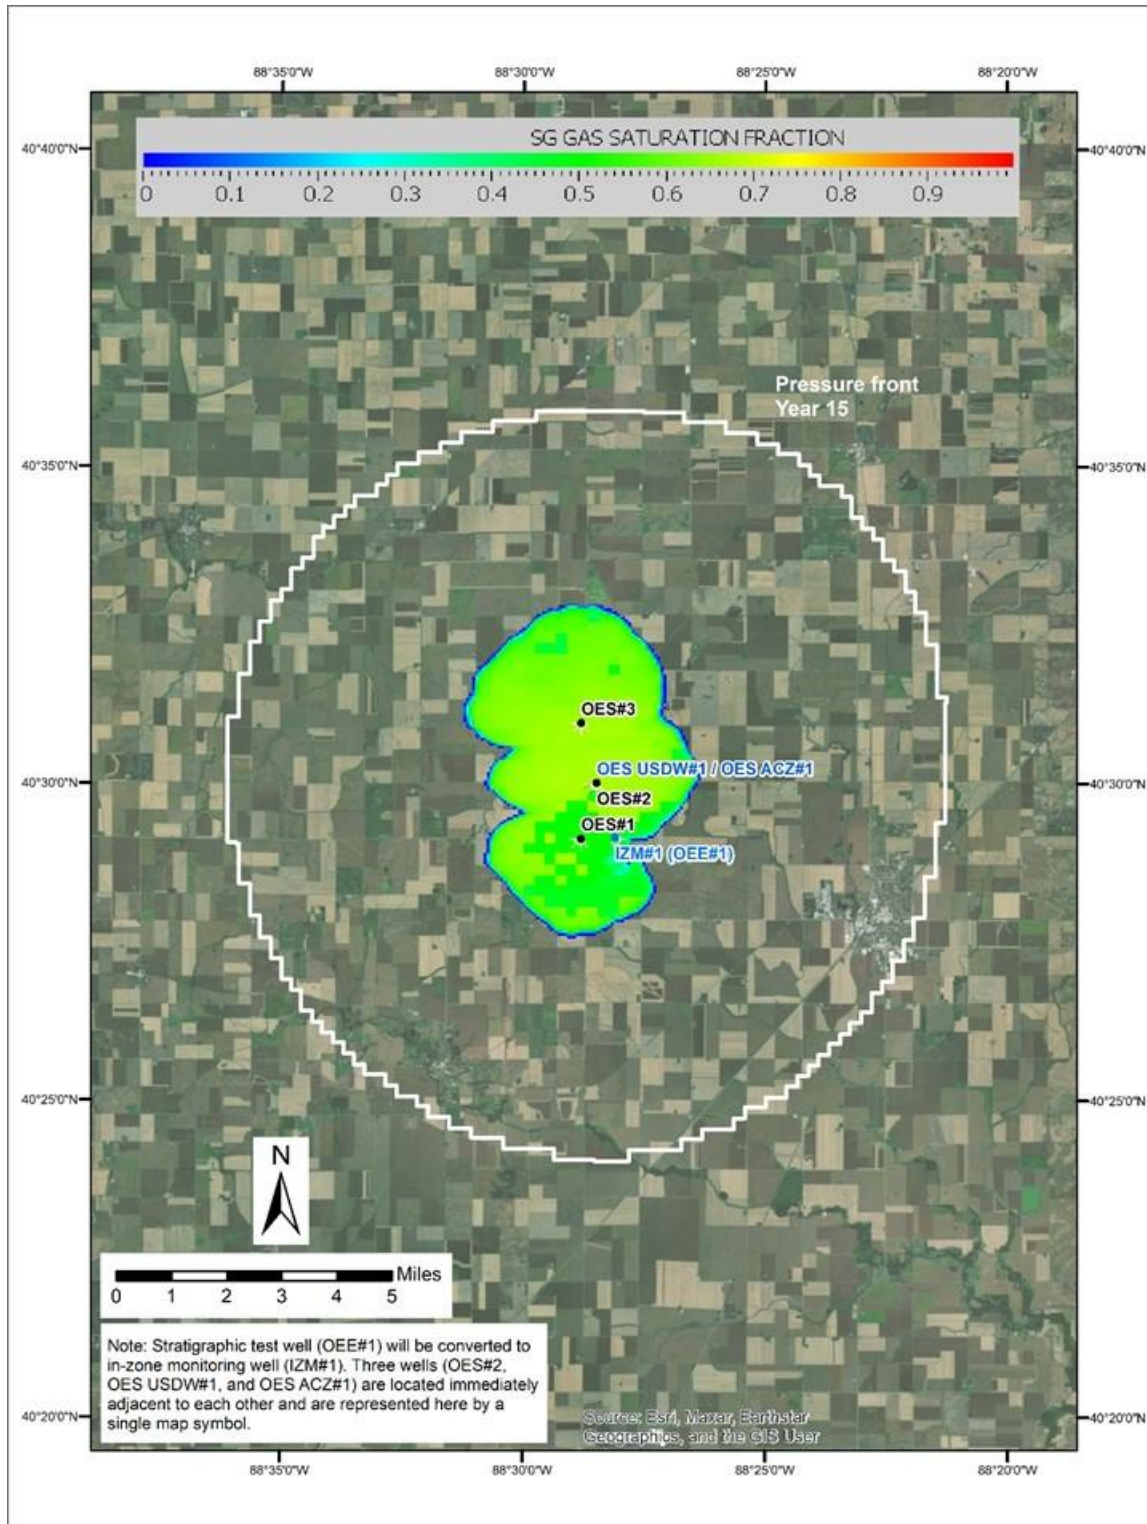 88°35'0"W 88°30'0"W 88°25'0"W 88°20'0"W
SG GAS SATURATION FRACTION
0 0.1 0.2 0.3 0.4 0.5 0.6 0.7 0.8 0.9
40°40'0"N 40°40'0"N
Pressure front
Year 15
40°35'0"N 40°35'0"N
OES#3
OES USDW#1 / OES ACZ#1
40°30'0"N 40°30'0"N
OES#2
OES#1
IZM#1 (OEE#1)
40°25'0"N 40°25'0"N
N
Miles
0 1 2 3 4 5
Note: Stratigraphic test well (OEE#1) will be converted to
in-zone monitoring well (IZM#1). Three wells (OES#2,
OES USDW#1, and OES ACZ#1) are located immediately
adjacent to each other and are represented here by a
single map symbol.
Source: Esri, Maxar, Earthstar
Geographics, and the GIS User
40°20'0"N 40°20'0"N
88°35'0"W 88°30'0"W 88°25'0"W 88°20'0"W